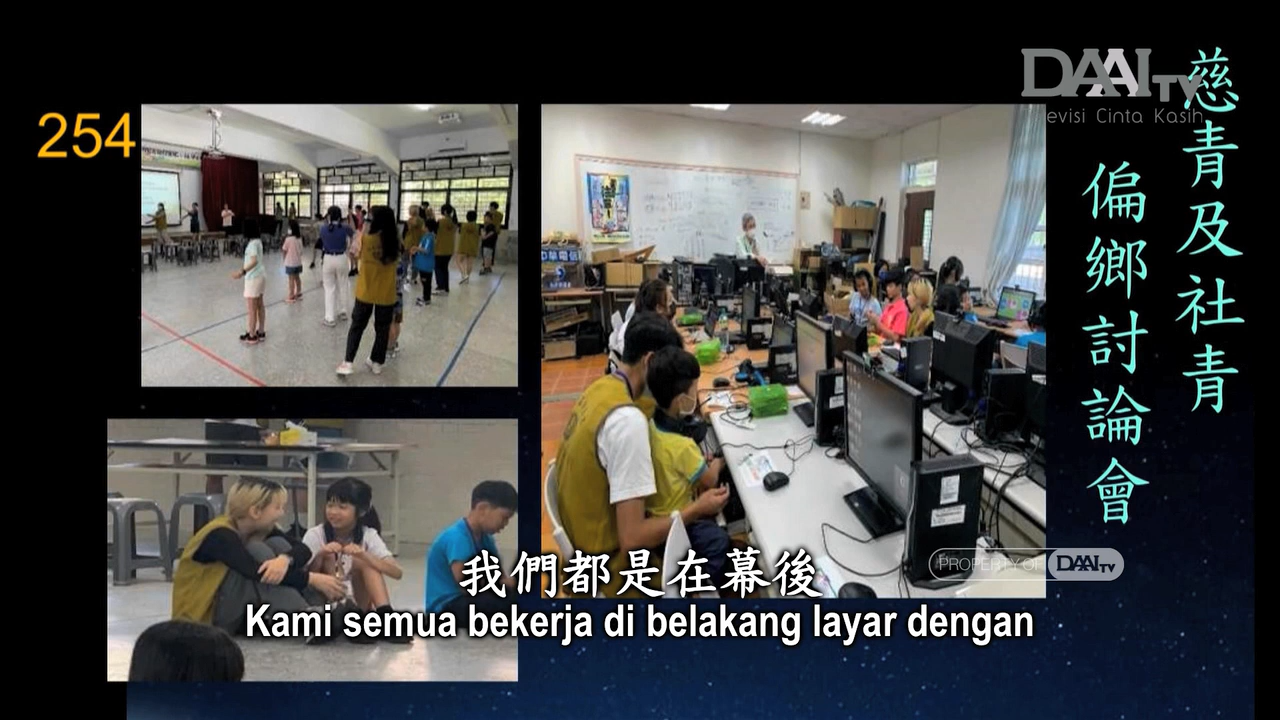 254
慈青及社青
偏鄉討論會
DAAI TV
evisi Cinta Kasih
我們都是在幕後
Kami semua bekerja di belakang layar dengan
PROPERTY OF DAAI TV